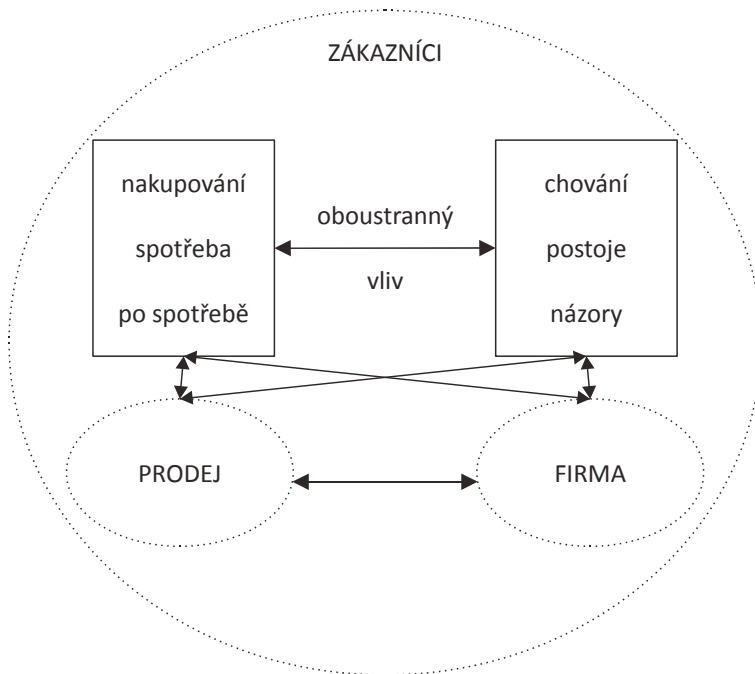 ZÁKAZNÍCI
nakupování
spotřeba
po spotřebě
oboustranný
vliv
chování
postoje
názory
PRODEJ
FIRMA